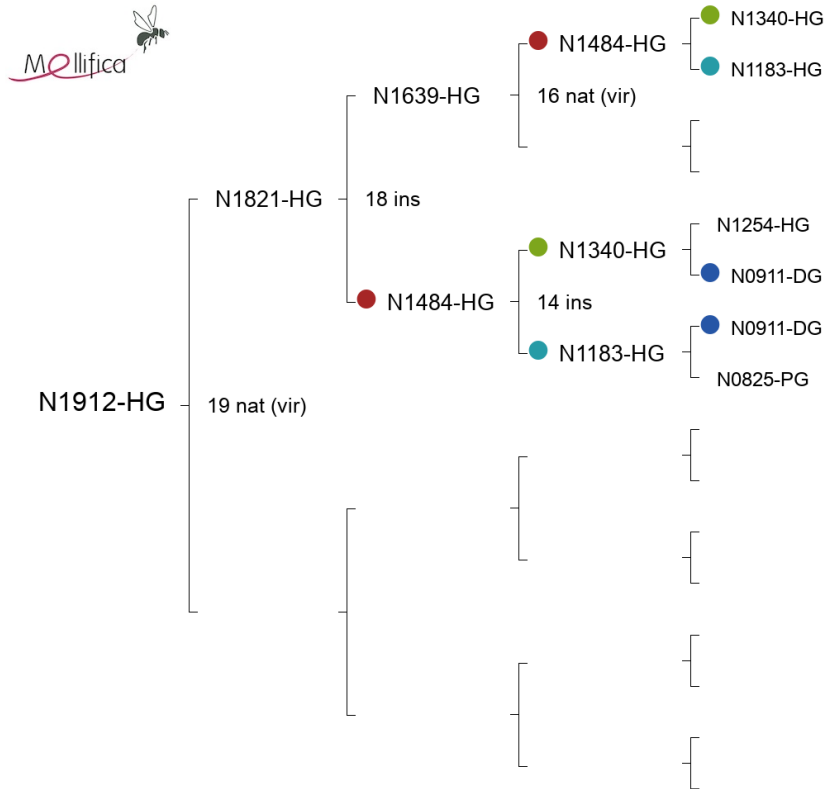 Mellifica
N1340-HG
N1484-HG
N1183-HG
N1639-HG
16 nat (vir)
N1821-HG
18 ins
N1254-HG
N1340-HG
N0911-DG
N1484-HG
14 ins
N0911-DG
N1183-HG
N0825-PG
N1912-HG
19 nat (vir)